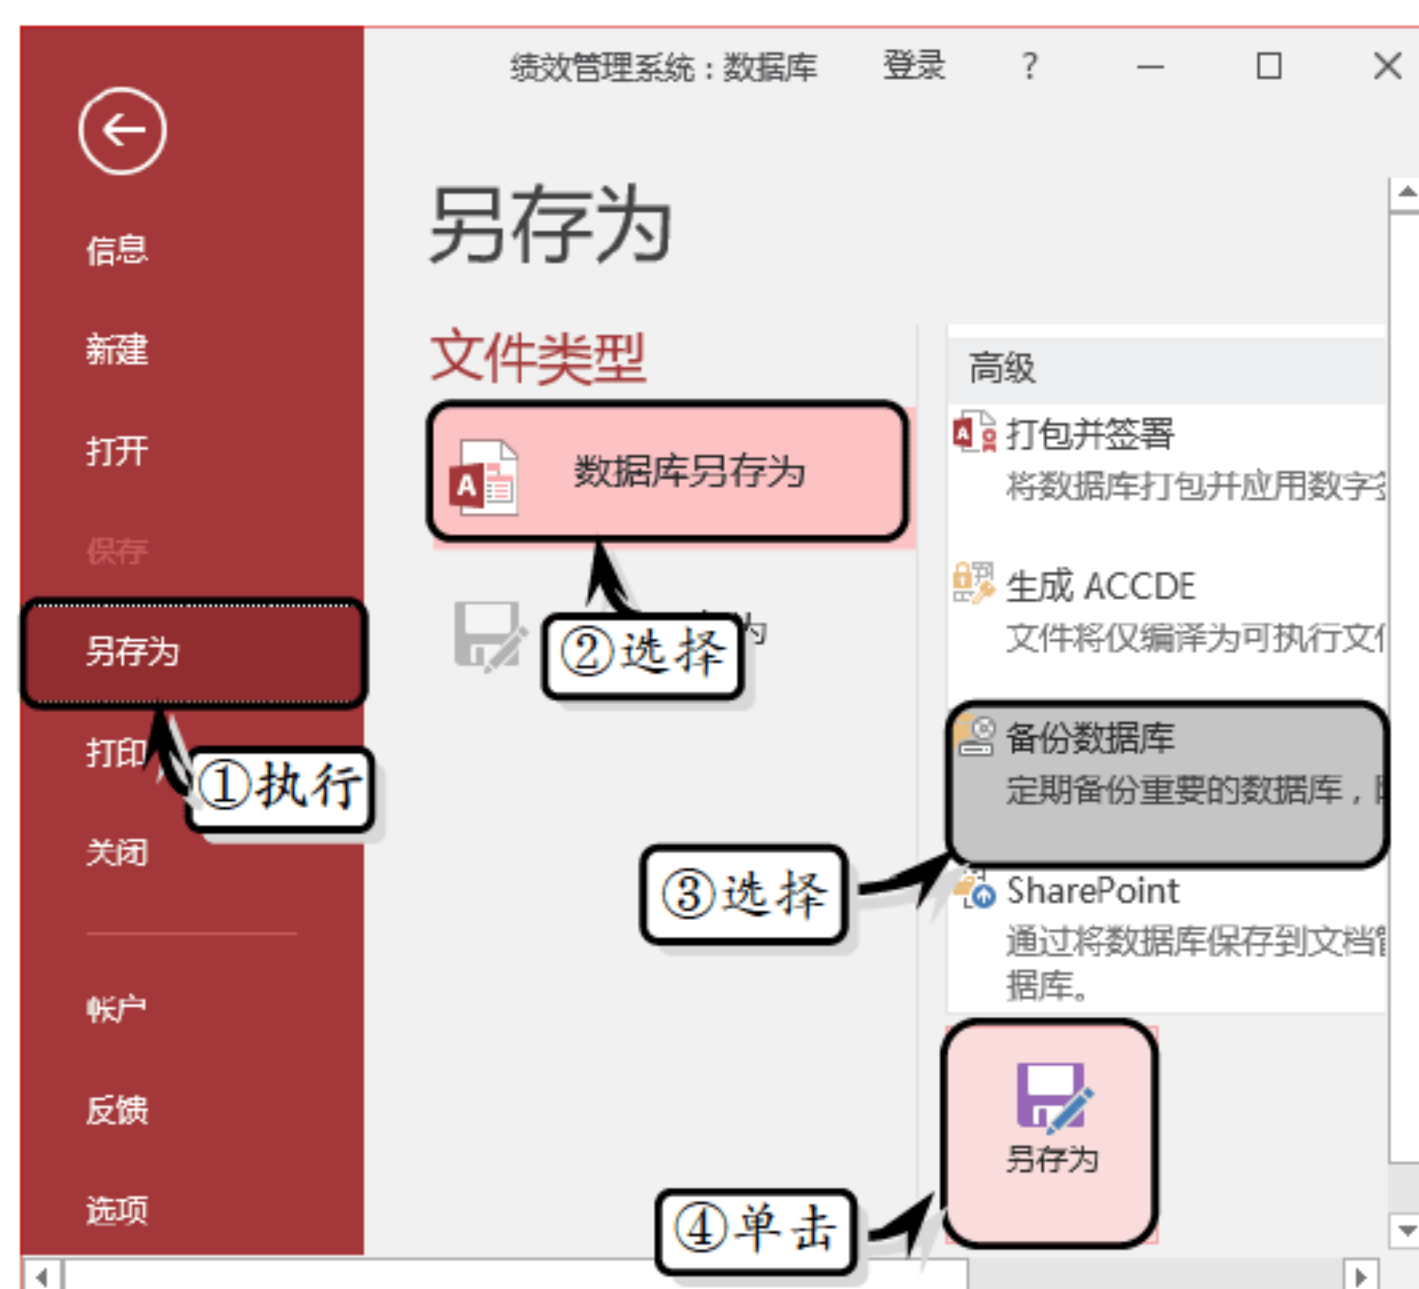 绩效管理系统：数据库 登录 ?
另存为
信息
新建
打开
保存
另存为
打印
关闭
帐户
反馈
选项
①执行
文件类型
数据库另存为
②选择
为
高级
打包并签署
将数据库打包并应用数字
生成 ACCDE
文件将仅编译为可执行文
备份数据库
定期备份重要的数据库，
③选择
SharePoint
通过将数据库保存到文档
据库。
另存为
④单击